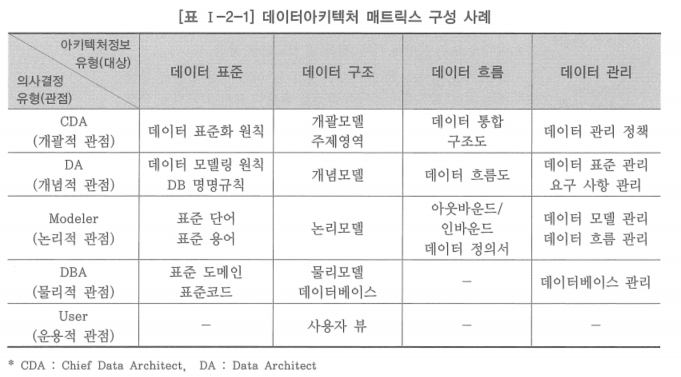 [표 Ⅰ-2-1] 데이터아키텍처 매트릭스 구성 사례
아키텍처정보
유형(대상)
의사결정
유형(관점)
데이터 표준
데이터 구조
데이터 흐름
데이터 관리
CDA
(개괄적 관점)
데이터 표준화 원칙
개괄모델
주제영역
데이터 통합
구조도
데이터 관리 정책
DA
(개념적 관점)
데이터 모델링 원칙
DB 명명규칙
개념모델
데이터 흐름도
데이터 표준 관리
요구 사항 관리
Modeler
(논리적 관점)
표준 단어
표준 용어
논리모델
아웃바운드/
인바운드
데이터 정의서
데이터 모델 관리
데이터 흐름 관리
DBA
(물리적 관점)
표준 도메인
표준코드
물리모델
데이터베이스
-
데이터베이스 관리
User
(운용적 관점)
-
사용자 뷰
-
-
* CDA : Chief Data Architect, DA : Data Architect